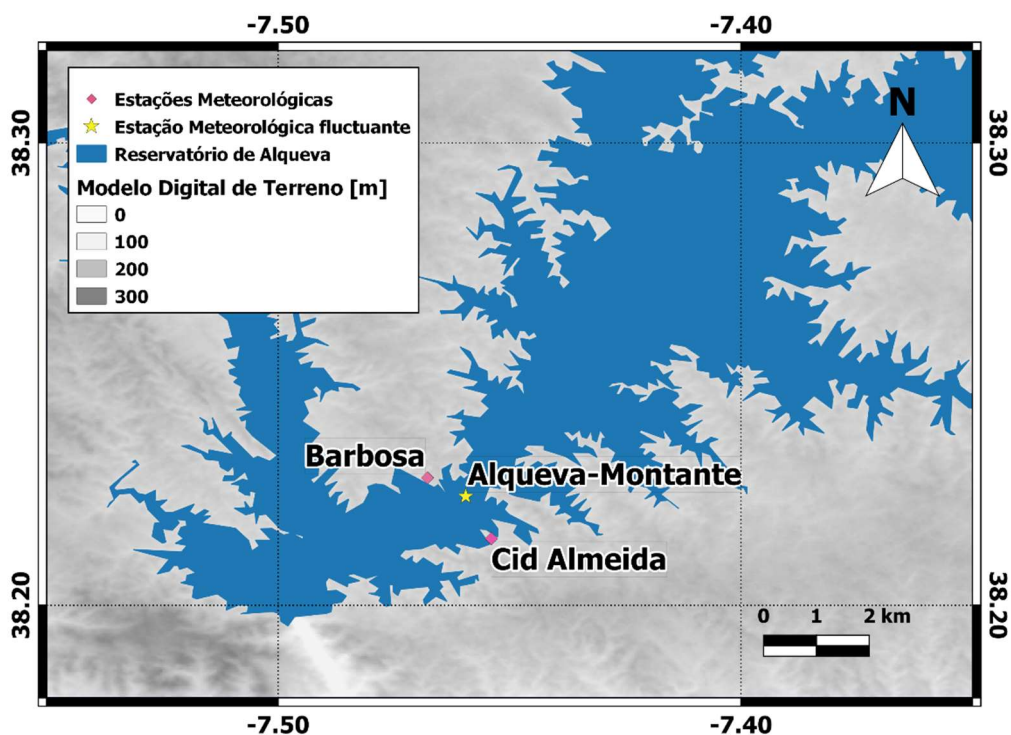 -7.50
-7.40
Estações Meteorológicas
Estação Meteorológica fluctuante
Reservatório de Alqueva
Modelo Digital de Terreno [m]
0
100
200
300
N
38.30
38.30
Barbosa
Alqueva-Montante
Cid Almeida
38.20
38.20
0 1 2 km
-7.50
-7.40